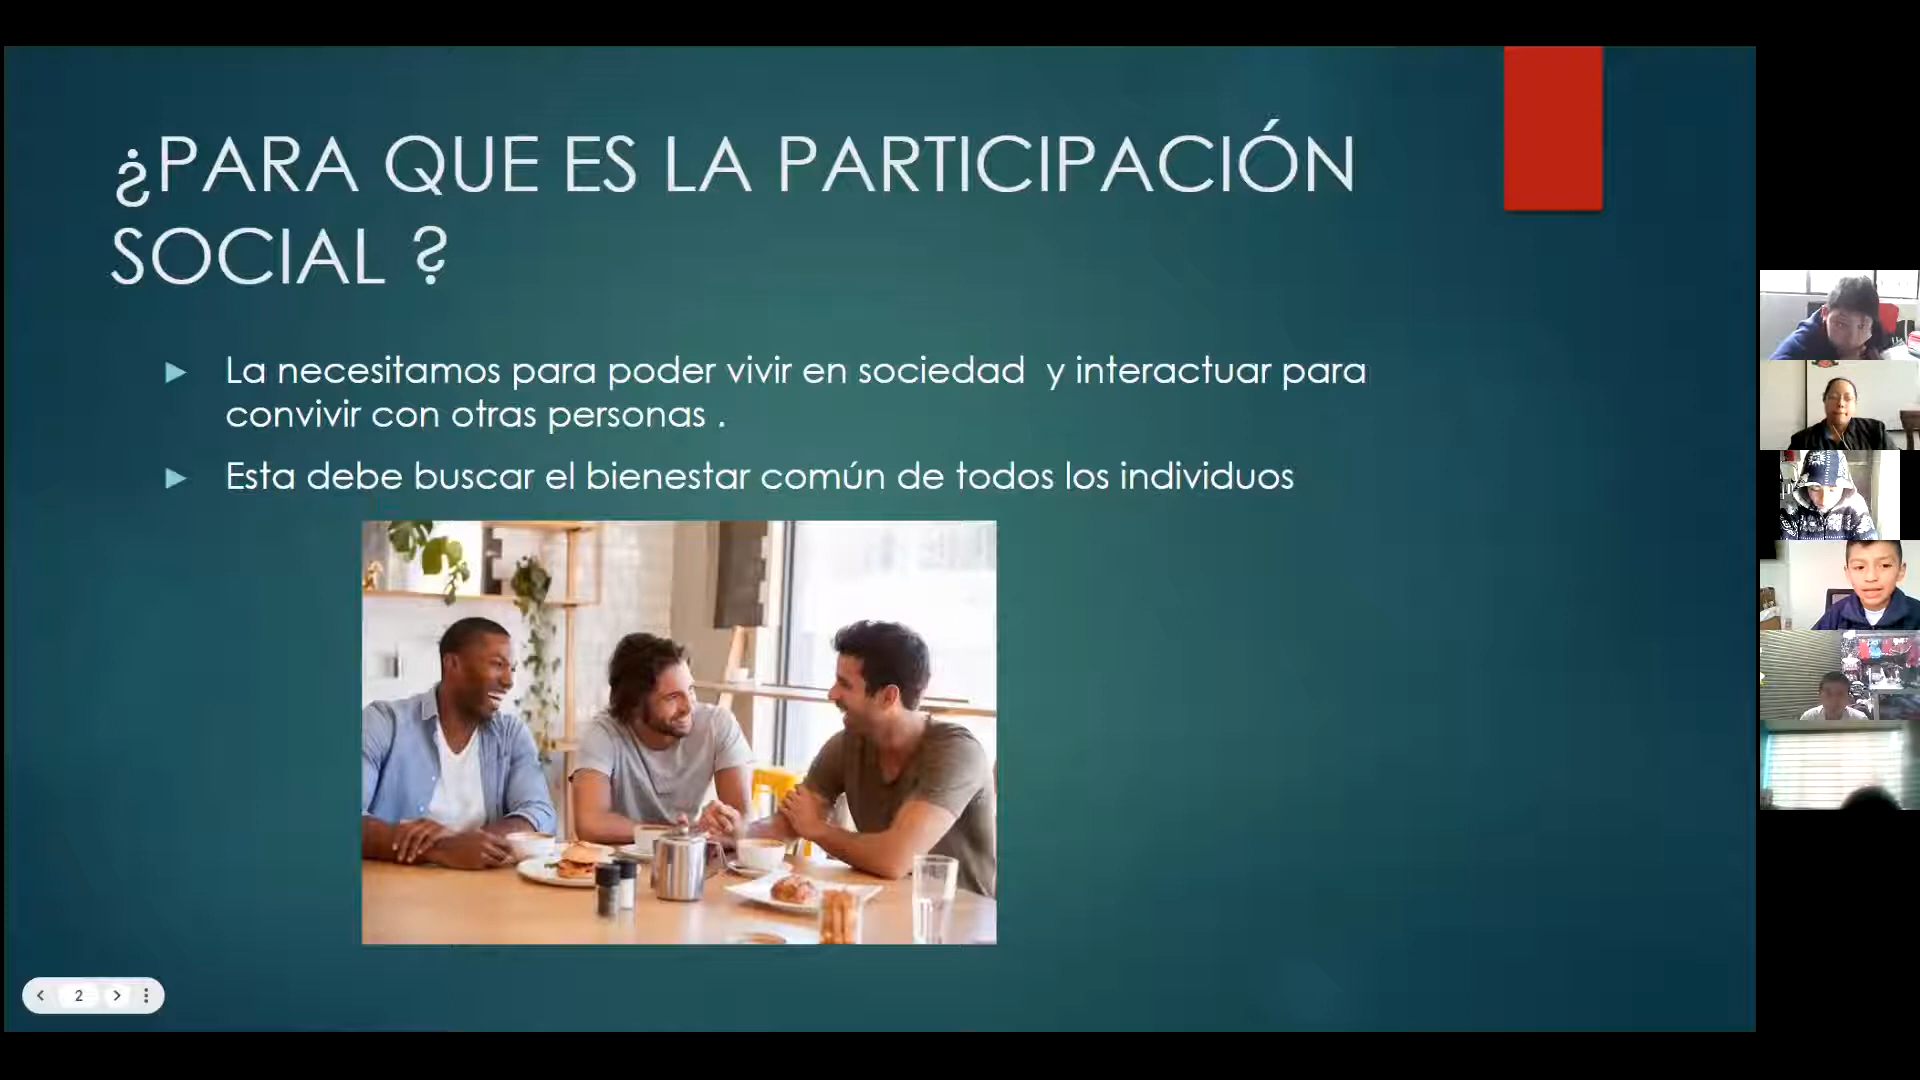 ¿PARA QUE ES LA PARTICIPACIÓN
SOCIAL ?
La necesitamos para poder vivir en sociedad y interactuar para
convivir con otras personas .
Esta debe buscar el bienestar común de todos los individuos
2